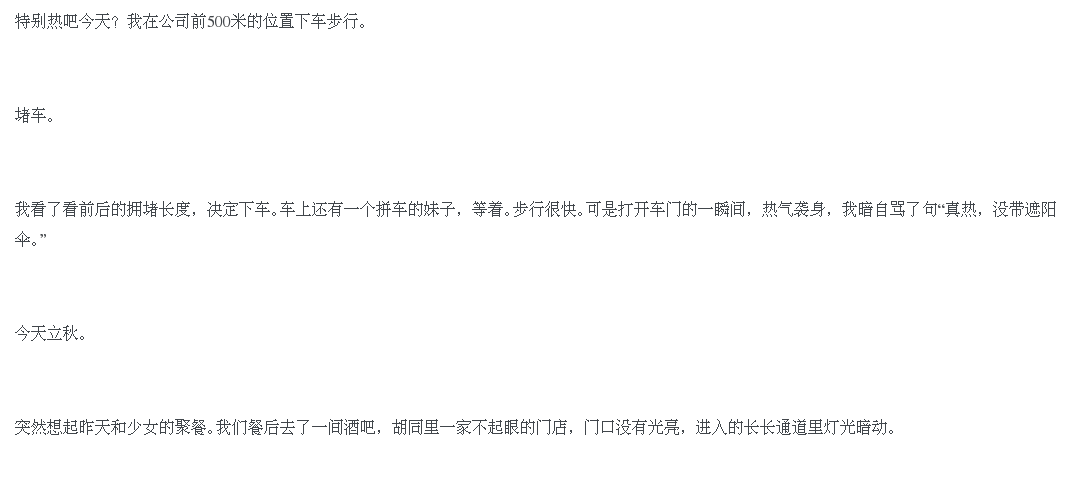 特别热吧今天？我在公司前500米的位置下车步行。
堵车。
我看了看前后的拥堵长度，决定下车。车上还有一个拼车的妹子，等着。步行很快。可是打开车门的一瞬间，热气袭身，我暗自骂了句“真热，没带遮阳
伞。”
今天立秋。
突然想起昨天和少女的聚餐。我们餐后去了一间酒吧，胡同里一家不起眼的门店，门口没有光亮，进入的长长通道里灯光暗动。